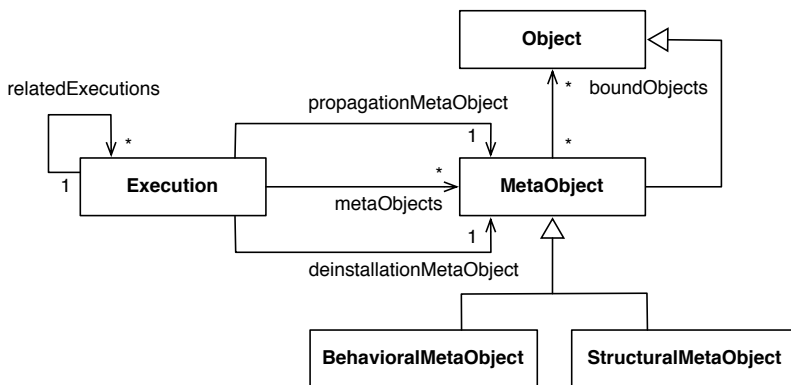 Object
relatedExecutions
propagationMetaObject
*
boundObjects
*
1
*
1
Execution
*
MetaObject
metaObjects
1
deinstallationMetaObject
BehavioralMetaObject
StructuralMetaObject